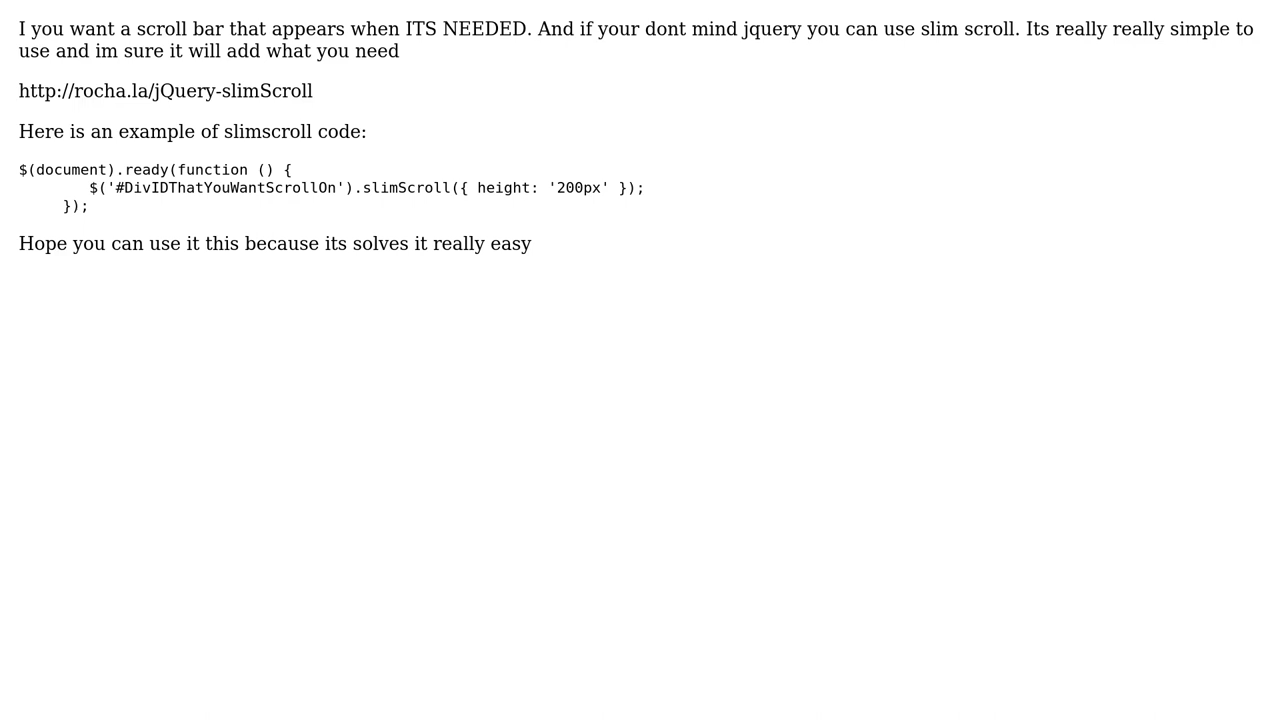 I you want a scroll bar that appears when ITS NEEDED. And if your dont mind jquery you can use slim scroll. Its really really simple to
use and im sure it will add what you need
http://rocha.la/jQuery-slimScroll
Here is an example of slimscroll code:
$(document).ready(function () {
        $('#DivIDThatYouWantScrollOn').slimScroll({ height: '200px' });
     });
Hope you can use it this because its solves it really easy